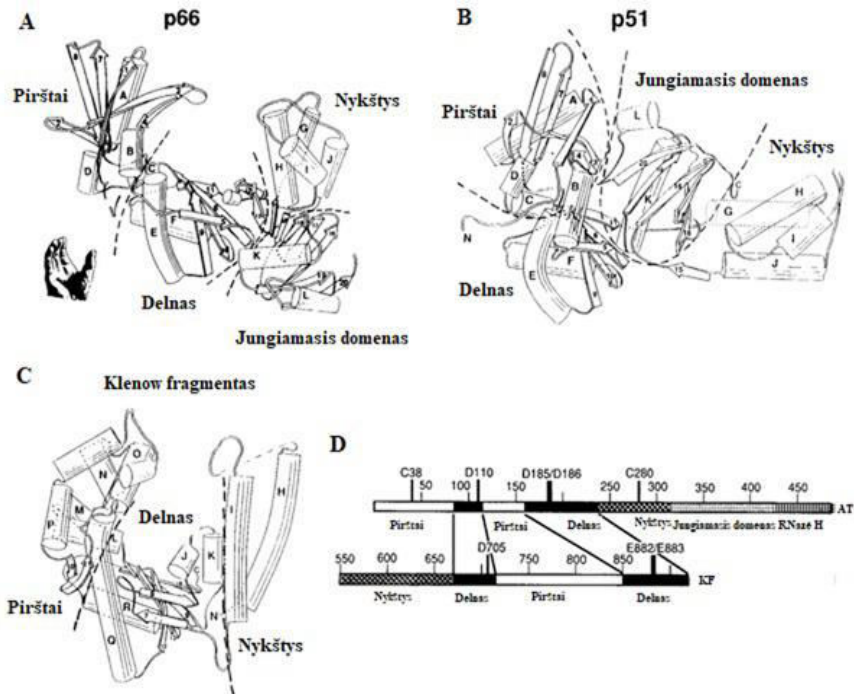 A
p66
Pirštai
Nykštys
Delnas
Jungiamasis domenas
A
B
C
D
E
F
G
H
I
J
K
L
B
p51
Jungiamasis domenas
Pirštai
Nykštys
Delnas
A
B
C
D
E
F
G
H
I
J
K
L
N
C
Klenow fragmentas
Delnas
Pirštai
Nykštys
N
O
P
M
L
Q
R
J
K
I
H
N
D
C38 D110 D185/D186 C280
50 100 150 250 300 350 400 450
Pirštai Pirštai Delnas Nykštys Jungiamasis domenas RNazė H AT
D705 E882/E883
550 600 650 750 800 850
Nykštys Delnas Pirštai Delnas KF